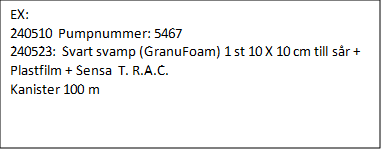 EX:
240510 Pumpnummer: 5467
240523: Svart svamp (GranuFoam) 1 st 10 X 10 cm till sår +
Plastfilm + Sensa T. R.A.C.
Kanister 100 m